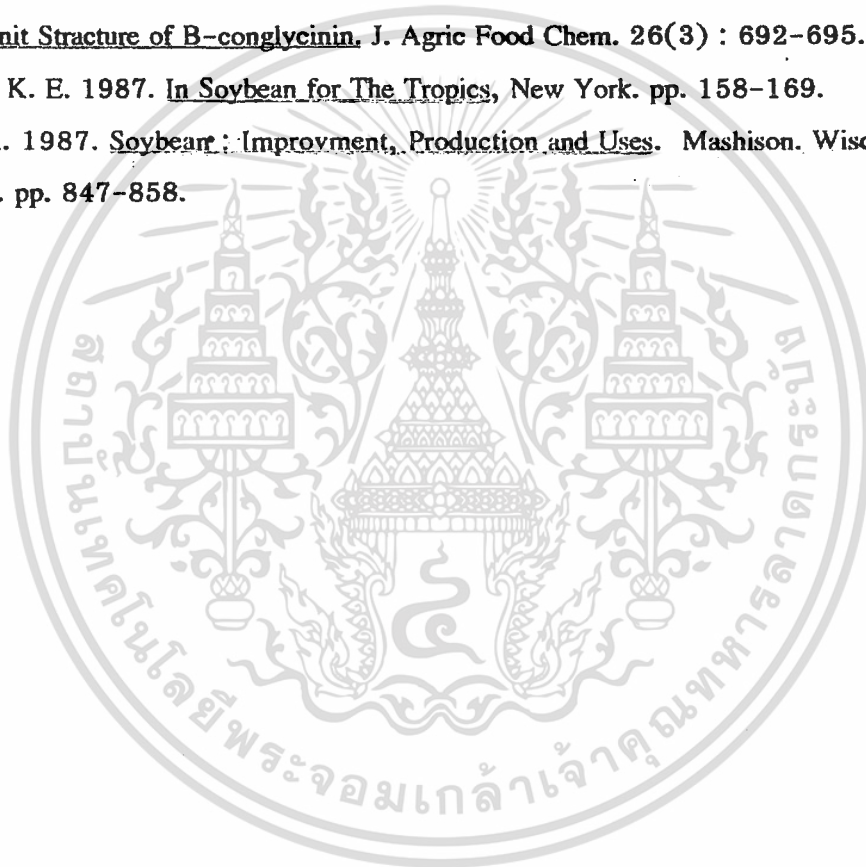 nit Stracture of B-conglycinin. J. Agric Food Chem. 26(3) : 692-695.
K. E. 1987. In Soybean for The Tropics, New York. pp. 158-169.
. 1987. Soybean : Improvment, Production and Uses. Mashison. Wisc
. pp. 847-858.
สถาบันเทคโนโลยีพระจอมเกล้าเจ้าคุณทหารลาดกระบัง
๔